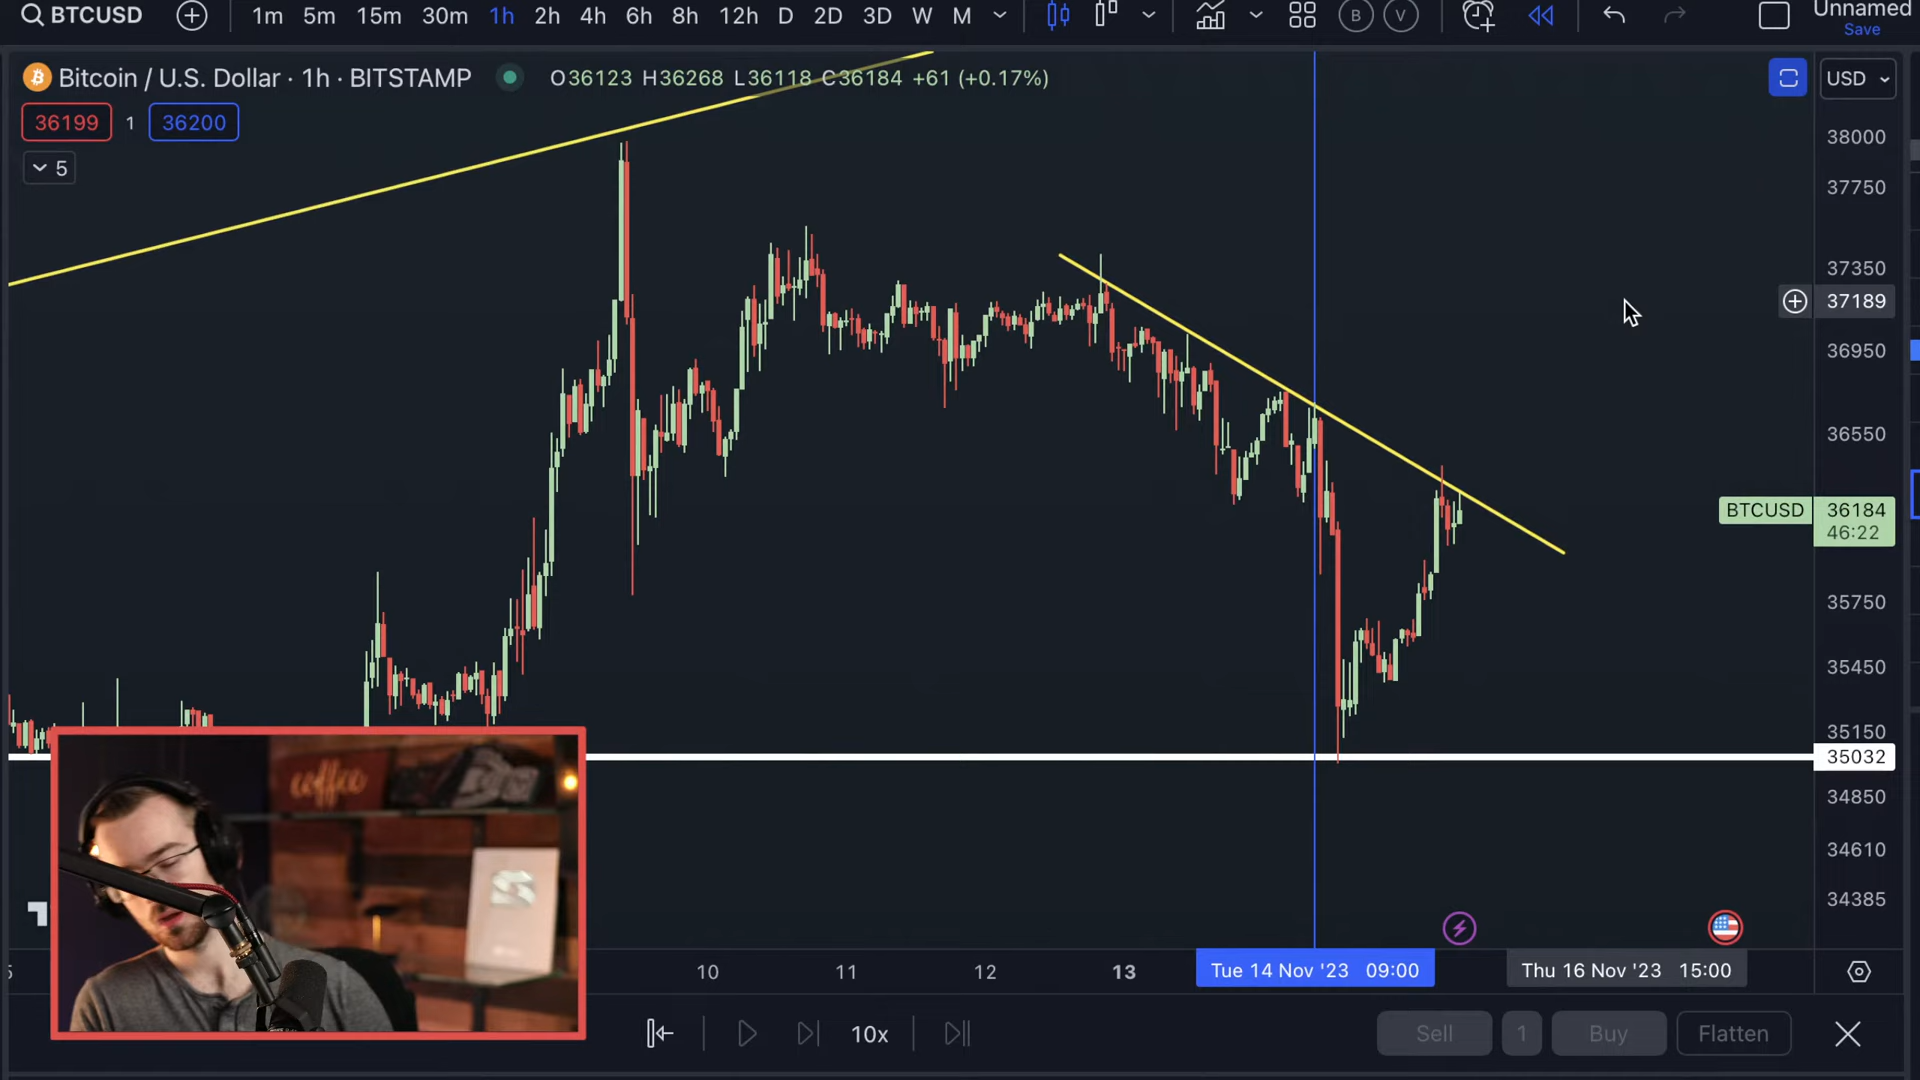 BTCUSD 1m 5m 15m 30m 1h 2h 4h 6h 8h 12h D 2D 3D W M B V Unnamed
Save
Bitcoin / U.S. Dollar · 1h · BITSTAMP O36123 H36268 L36118 C36184 +61 (+0.17%) USD
36199 1 36200
5
38000
37750
37350
37189
36950
36550
BTCUSD 36184
46:22
35750
35450
35150
35032
34850
34610
34385
coffee
10 11 12 13 Tue 14 Nov '23 09:00 Thu 16 Nov '23 15:00
10x Sell 1 Buy Flatten